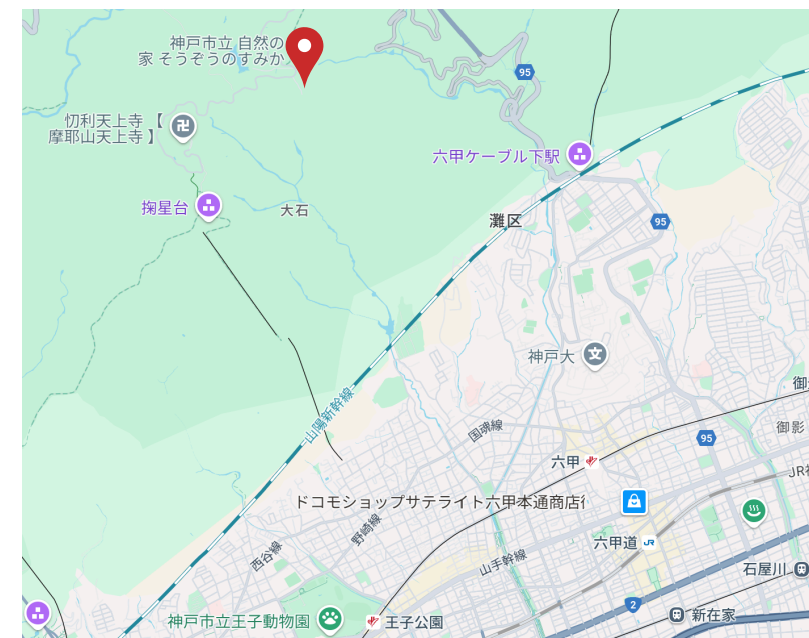 神戸市立 自然の
家 そうぞうのすみか
95
忉利天上寺【
摩耶山天上寺】
六甲ケーブル下駅
掬星台
大石
灘区
95
神戸大
文
山陽新幹線
国魂線
御
95
御影
六甲
JR神
ドコモショップサテライト六甲本通商店街
野崎線
西谷線
六甲道
JR
山手幹線
石屋川
2
新在家
神戸市立王子動物園
王子公園